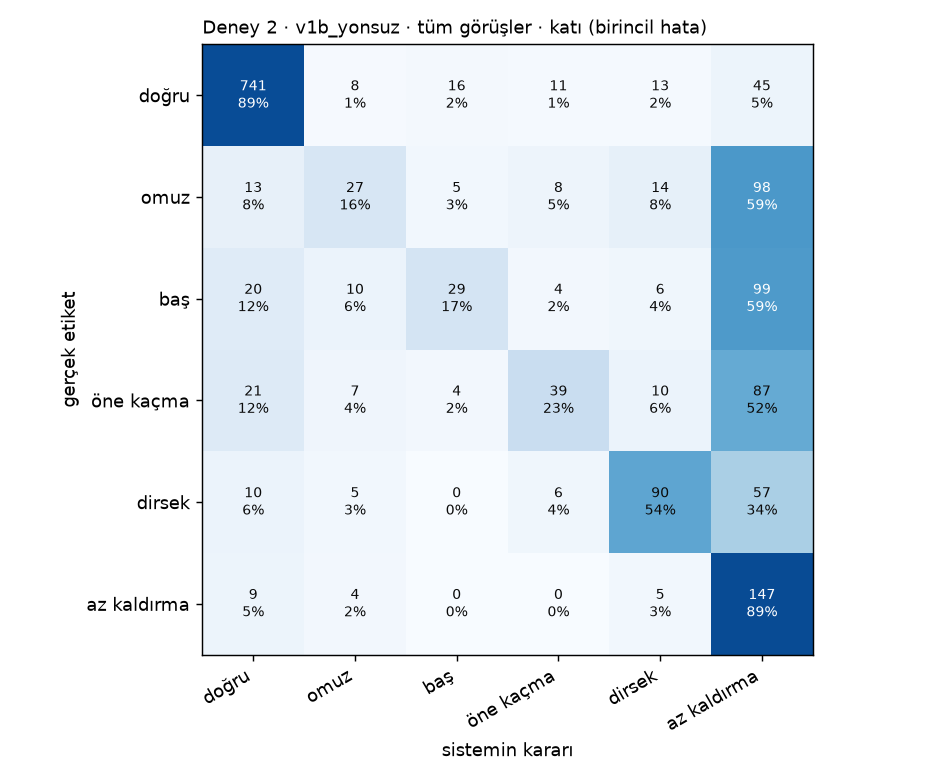 Deney 2 · v1b_yonsuz · tüm görüşler · katı (birincil hata)
gerçek etiket
doğru
741 8 16 11 13 45
89% 1% 2% 1% 2% 5%
omuz
13 27 5 8 14 98
8% 16% 3% 5% 8% 59%
baş
20 10 29 4 6 99
12% 6% 17% 2% 4% 59%
öne kaçma
21 7 4 39 10 87
12% 4% 2% 23% 6% 52%
dirsek
10 5 0 6 90 57
6% 3% 0% 4% 54% 34%
az kaldırma
9 4 0 0 5 147
5% 2% 0% 0% 3% 89%
doğru omuz baş öne kaçma dirsek az kaldırma
sistemin kararı